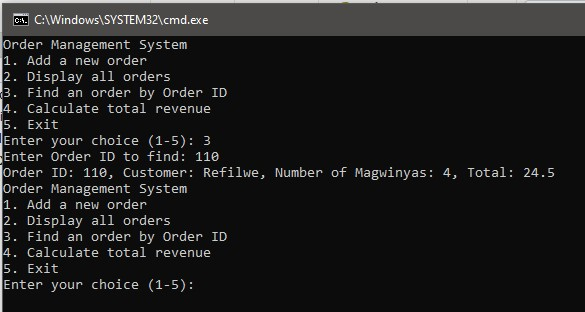 C:\Windows\SYSTEM32\cmd.exe
Order Management System
1. Add a new order
2. Display all orders
3. Find an order by Order ID
4. Calculate total revenue
5. Exit
Enter your choice (1-5): 3
Enter Order ID to find: 110
Order ID: 110, Customer: Refilwe, Number of Magwinyas: 4, Total: 24.5
Order Management System
1. Add a new order
2. Display all orders
3. Find an order by Order ID
4. Calculate total revenue
5. Exit
Enter your choice (1-5):